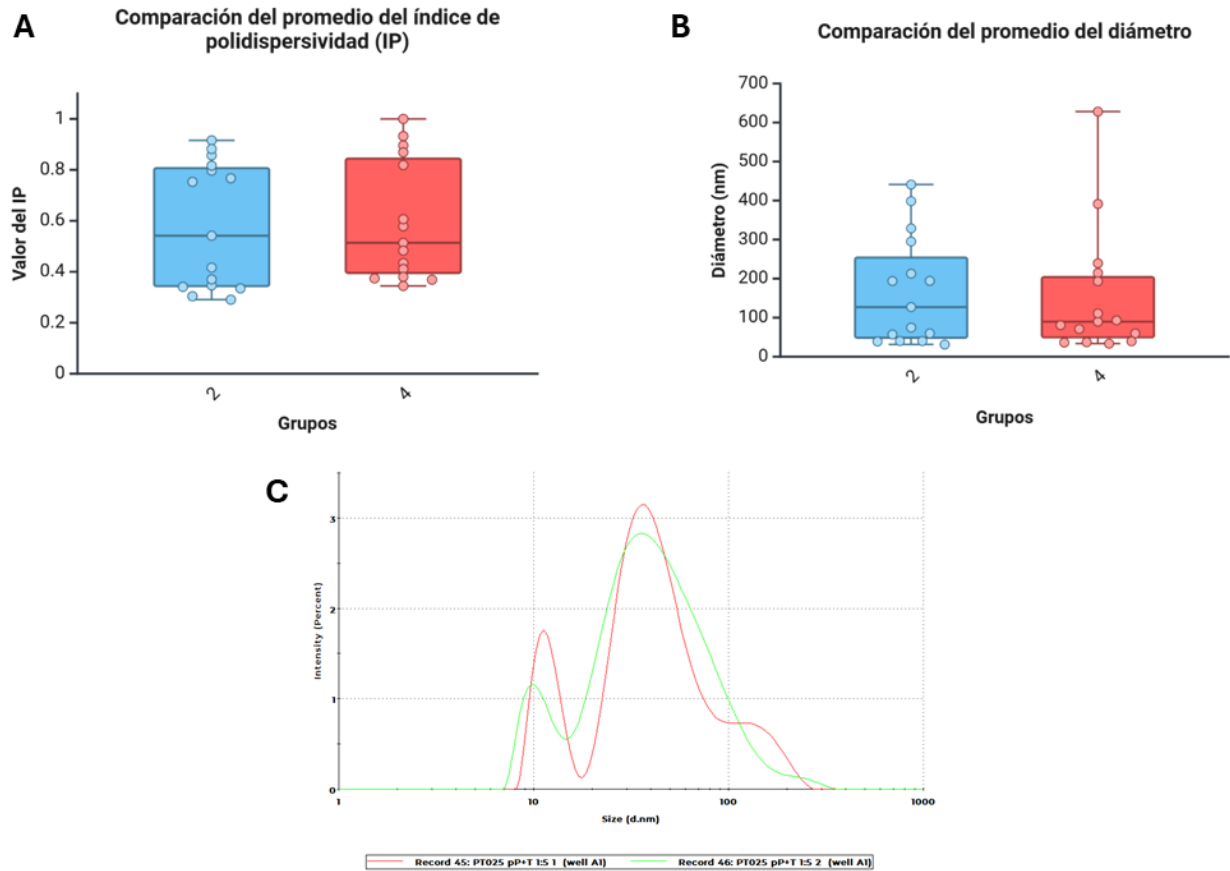 A
Comparación del promedio del índice de
polidispersividad (IP)
Valor del IP
1
0.8
0.6
0.4
0.2
0
2
4
Grupos
B
Comparación del promedio del diámetro
Diámetro (nm)
700
600
500
400
300
200
100
0
2
4
Grupos
C
Intensity (Percent)
3
2
1
0
1
10
100
1000
Size (d.nm)
Record 45: PT025 pP+T 1:5 1 (well A1)
Record 46: PT025 pP+T 1:5 2 (well A1)